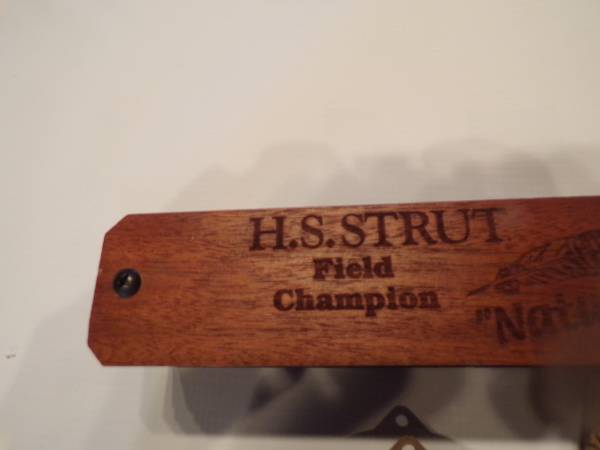 H.S. STRUT
Field
Champion